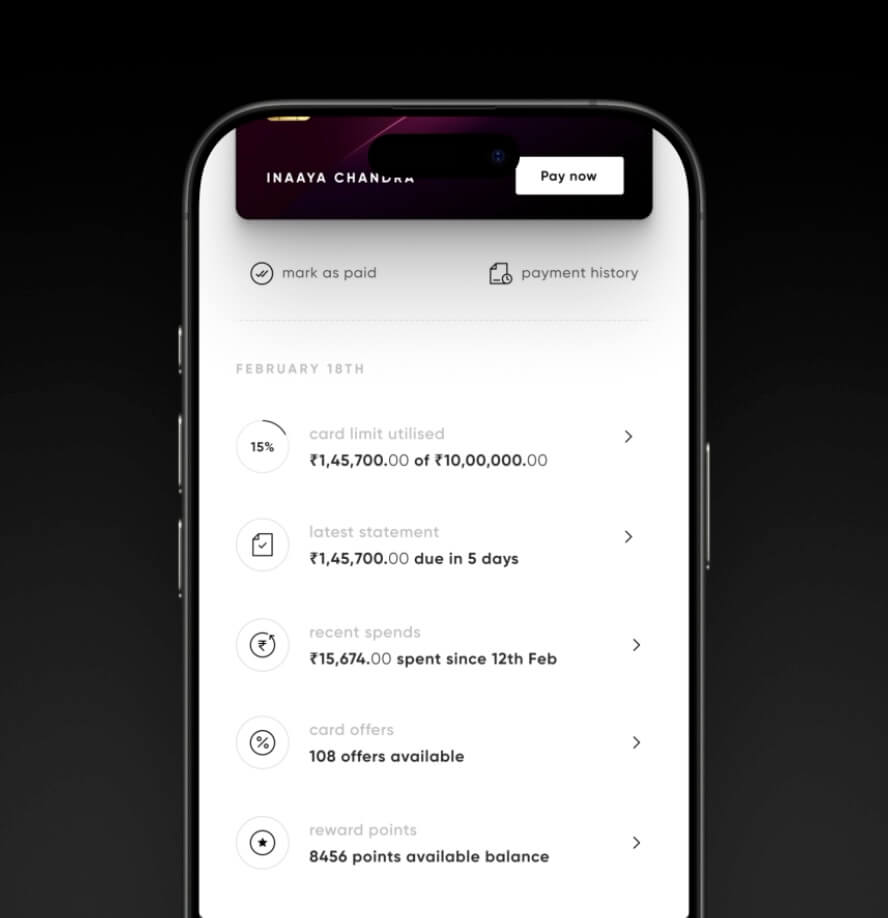 INAAYA CHANDRA
Pay now
mark as paid
payment history
FEBRUARY 18TH
15%
card limit utilised
₹1,45,700.00 of ₹10,00,000.00
latest statement
₹1,45,700.00 due in 5 days
recent spends
₹15,674.00 spent since 12th Feb
card offers
108 offers available
reward points
8456 points available balance